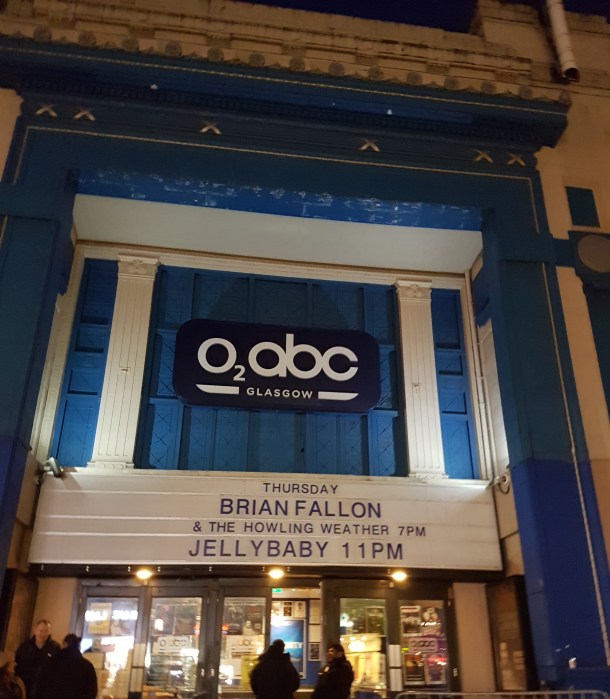 O2 abc
GLASGOW
THURSDAY
BRIAN FALLON
& THE HOWLING WEATHER 7PM
JELLYBABY 11PM